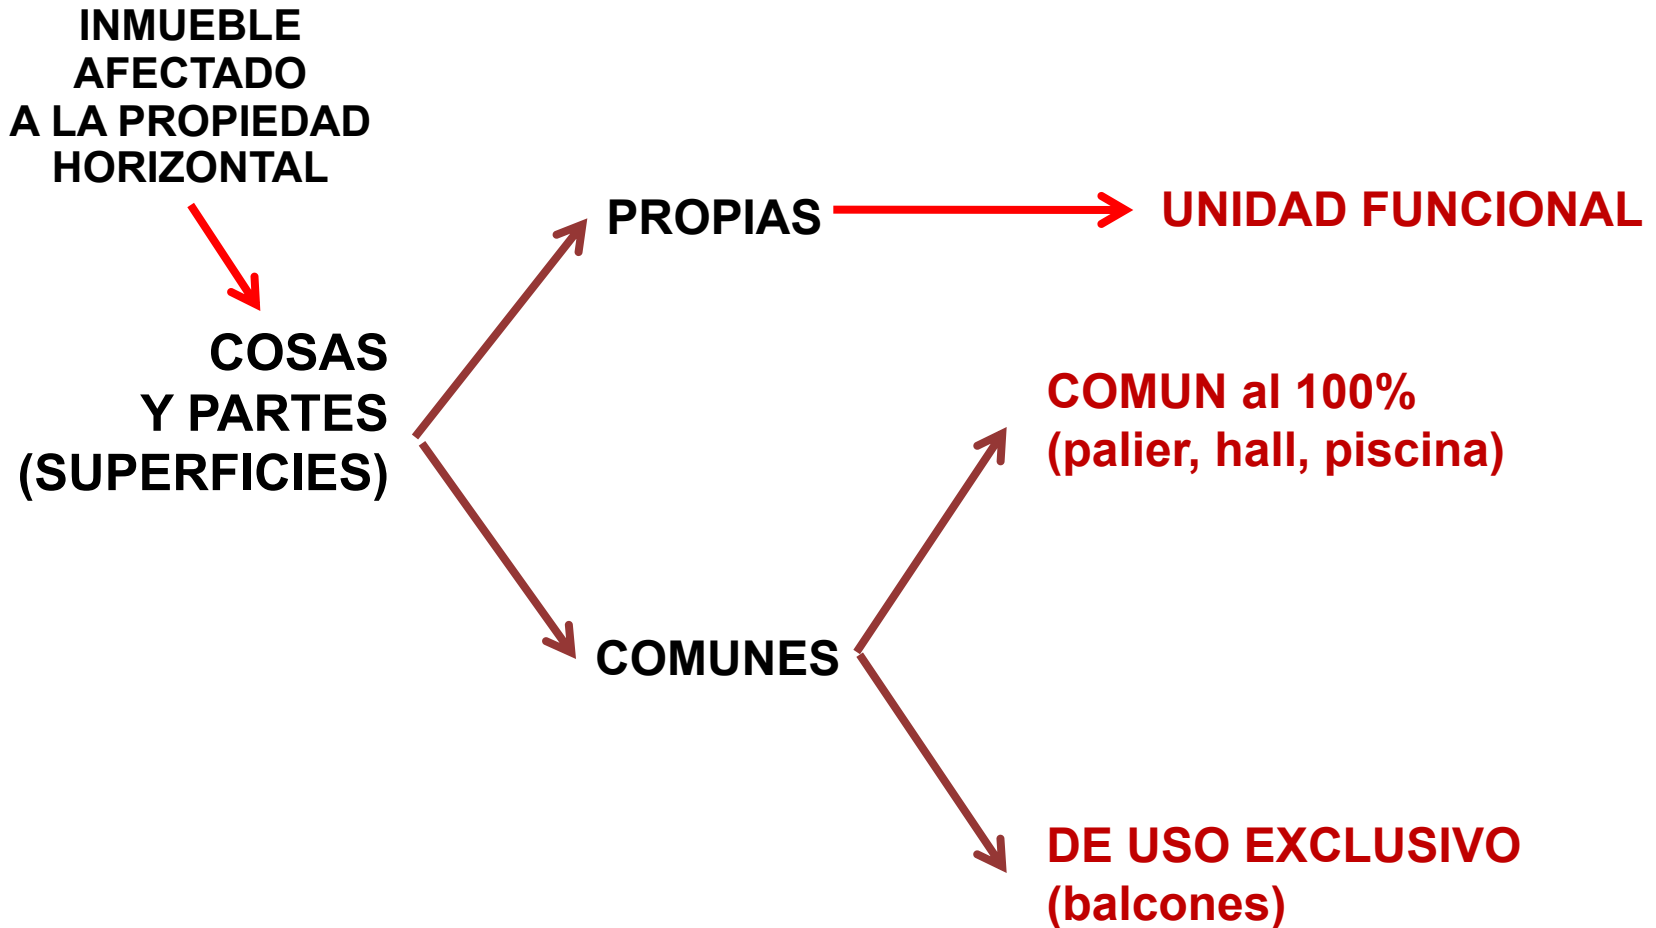 INMUEBLE
AFECTADO
A LA PROPIEDAD
HORIZONTAL
COSAS
Y PARTES
(SUPERFICIES)
PROPIAS
UNIDAD FUNCIONAL
COMUNES
COMUN al 100%
(palier, hall, piscina)
DE USO EXCLUSIVO
(balcones)